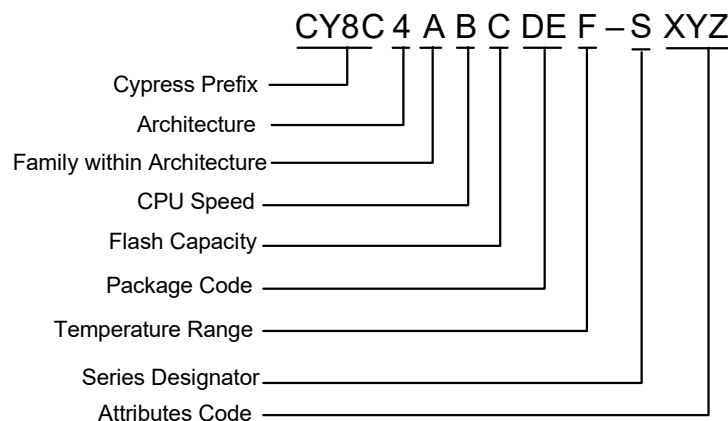 CY8C 4 A B C DE F – S XYZ
Cypress Prefix
Architecture
Family within Architecture
CPU Speed
Flash Capacity
Package Code
Temperature Range
Series Designator
Attributes Code